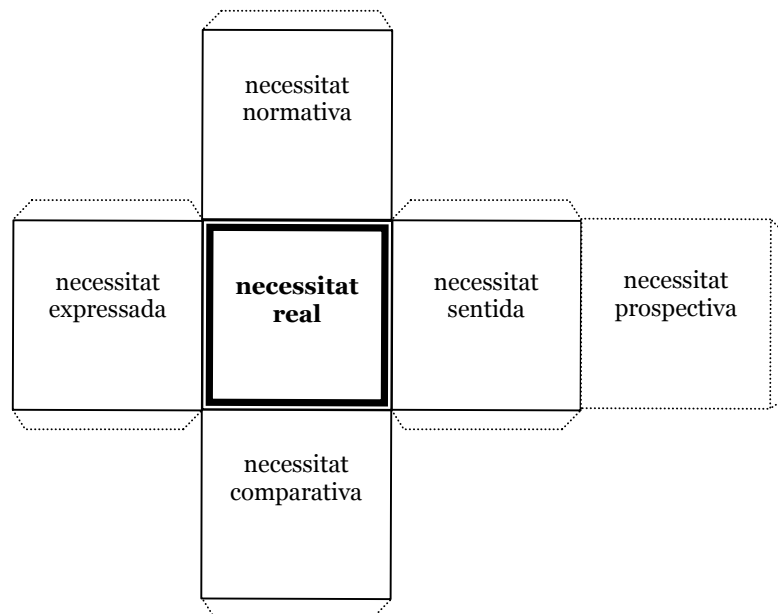 necessitat
normativa
necessitat
expressada
necessitat
real
necessitat
sentida
necessitat
prospectiva
necessitat
comparativa